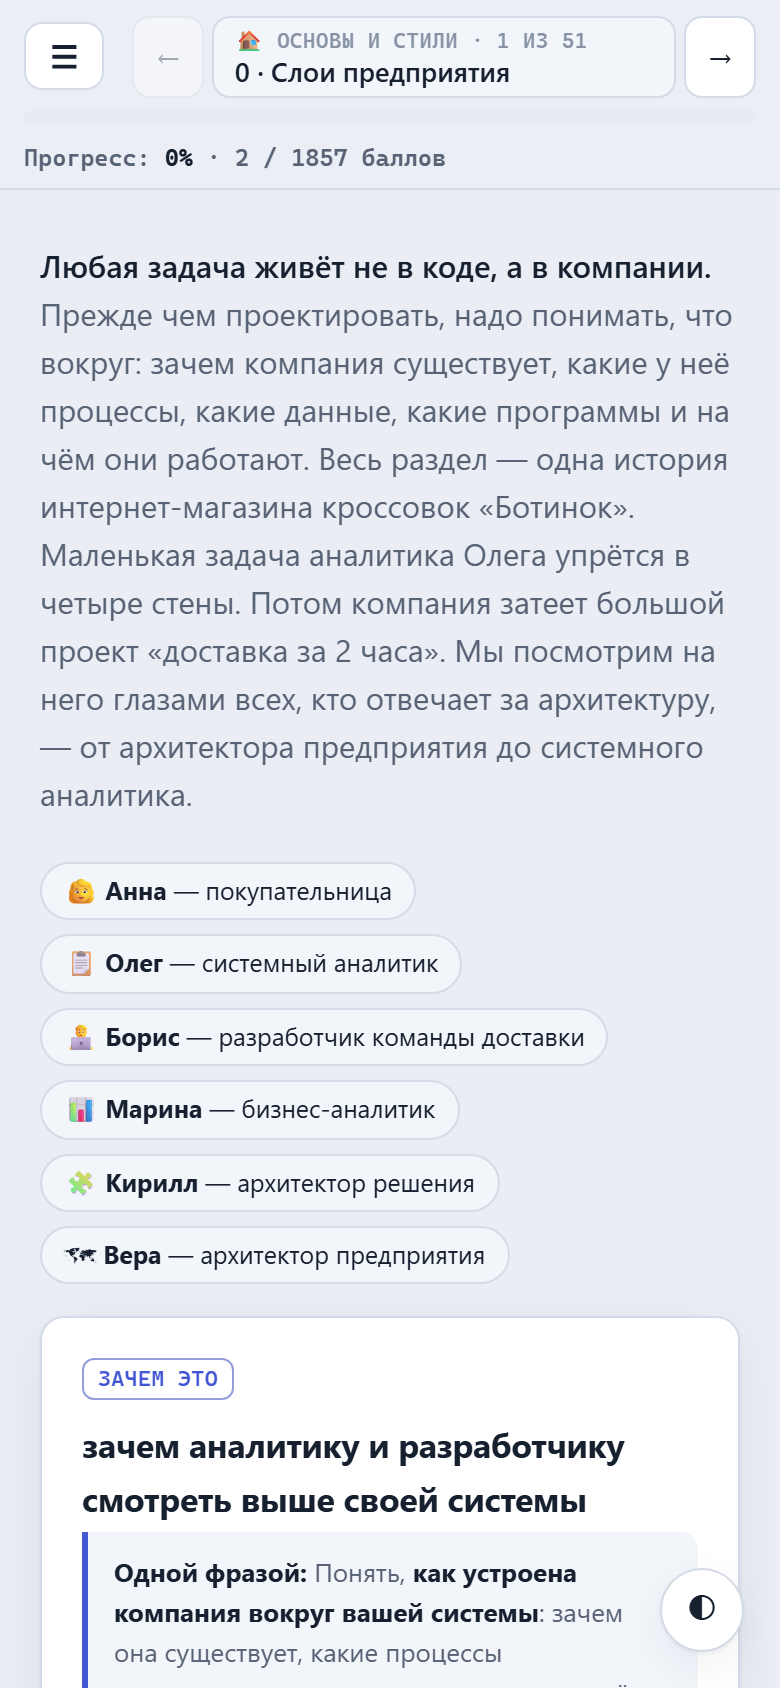 ОСНОВЫ И СТИЛИ · 1 ИЗ 51
0 · Слои предприятия
Прогресс: 0% · 2 / 1857 баллов
Любая задача живёт не в коде, а в компании.
Прежде чем проектировать, надо понимать, что
вокруг: зачем компания существует, какие у неё
процессы, какие данные, какие программы и на
чём они работают. Весь раздел — одна история
интернет-магазина кроссовок «Ботинок».
Маленькая задача аналитика Олега упрётся в
четыре стены. Потом компания затеет большой
проект «доставка за 2 часа». Мы посмотрим на
него глазами всех, кто отвечает за архитектуру,
— от архитектора предприятия до системного
аналитика.
Анна — покупательница
Олег — системный аналитик
Борис — разработчик команды доставки
Марина — бизнес-аналитик
Кирилл — архитектор решения
Вера — архитектор предприятия
ЗАЧЕМ ЭТО
зачем аналитику и разработчику
смотреть выше своей системы
Одной фразой: Понять, как устроена
компания вокруг вашей системы: зачем
она существует, какие процессы